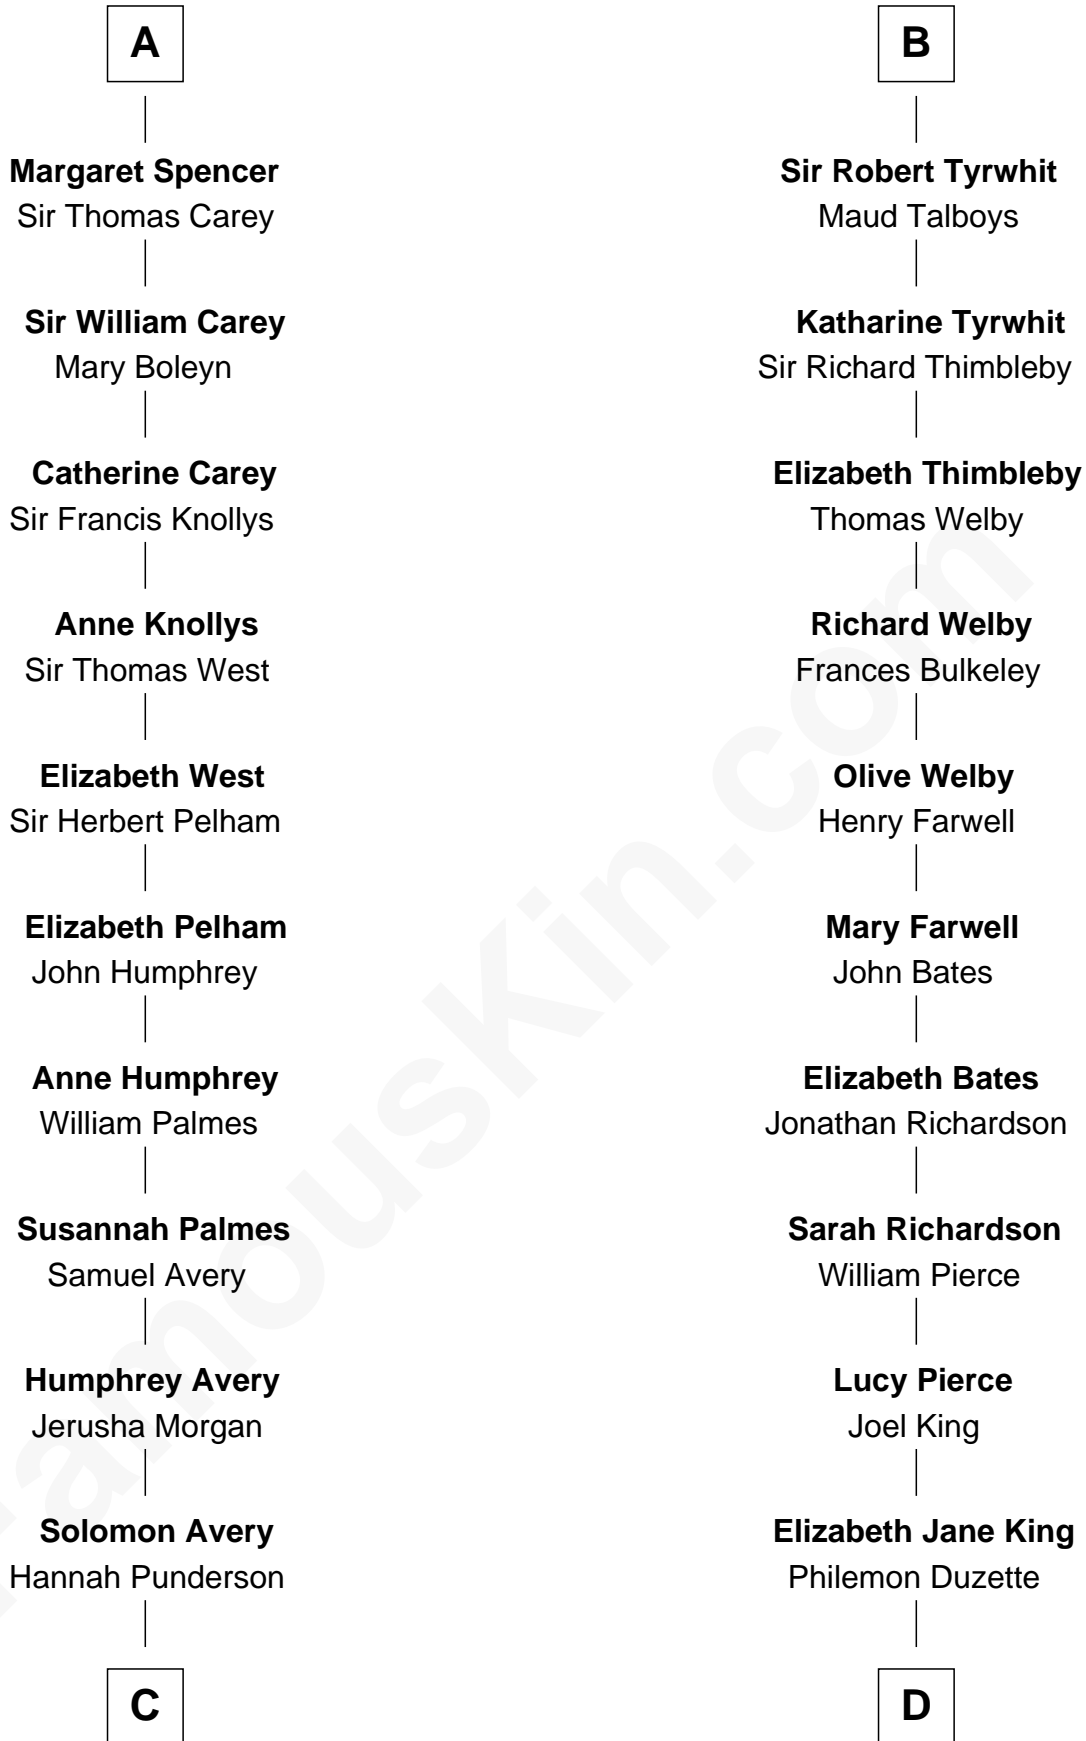 A
Margaret Spencer
Sir Thomas Carey
Sir William Carey
Mary Boleyn
Catherine Carey
Sir Francis Knollys
Anne Knollys
Sir Thomas West
Elizabeth West
Sir Herbert Pelham
Elizabeth Pelham
John Humphrey
Anne Humphrey
William Palmes
Susannah Palmes
Samuel Avery
Humphrey Avery
Jerusha Morgan
Solomon Avery
Hannah Punderson
C
B
Sir Robert Tyrwhit
Maud Talboys
Katharine Tyrwhit
Sir Richard Thimbleby
Elizabeth Thimbleby
Thomas Welby
Richard Welby
Frances Bulkeley
Olive Welby
Henry Farwell
Mary Farwell
John Bates
Elizabeth Bates
Jonathan Richardson
Sarah Richardson
William Pierce
Lucy Pierce
Joel King
Elizabeth Jane King
Philemon Duzette
D
FamousKin.com